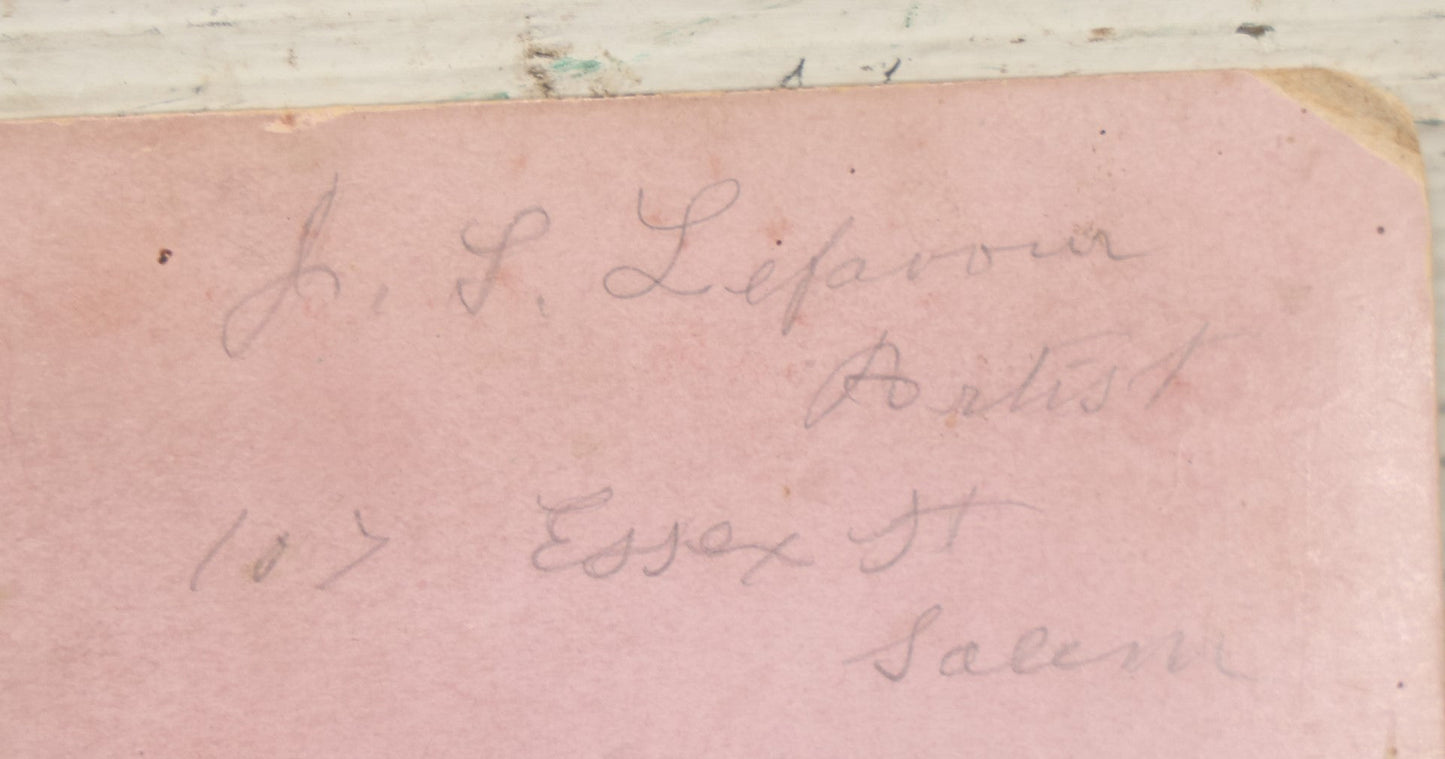 J. S. Lefavour
Artist
107 Essex St
Salem